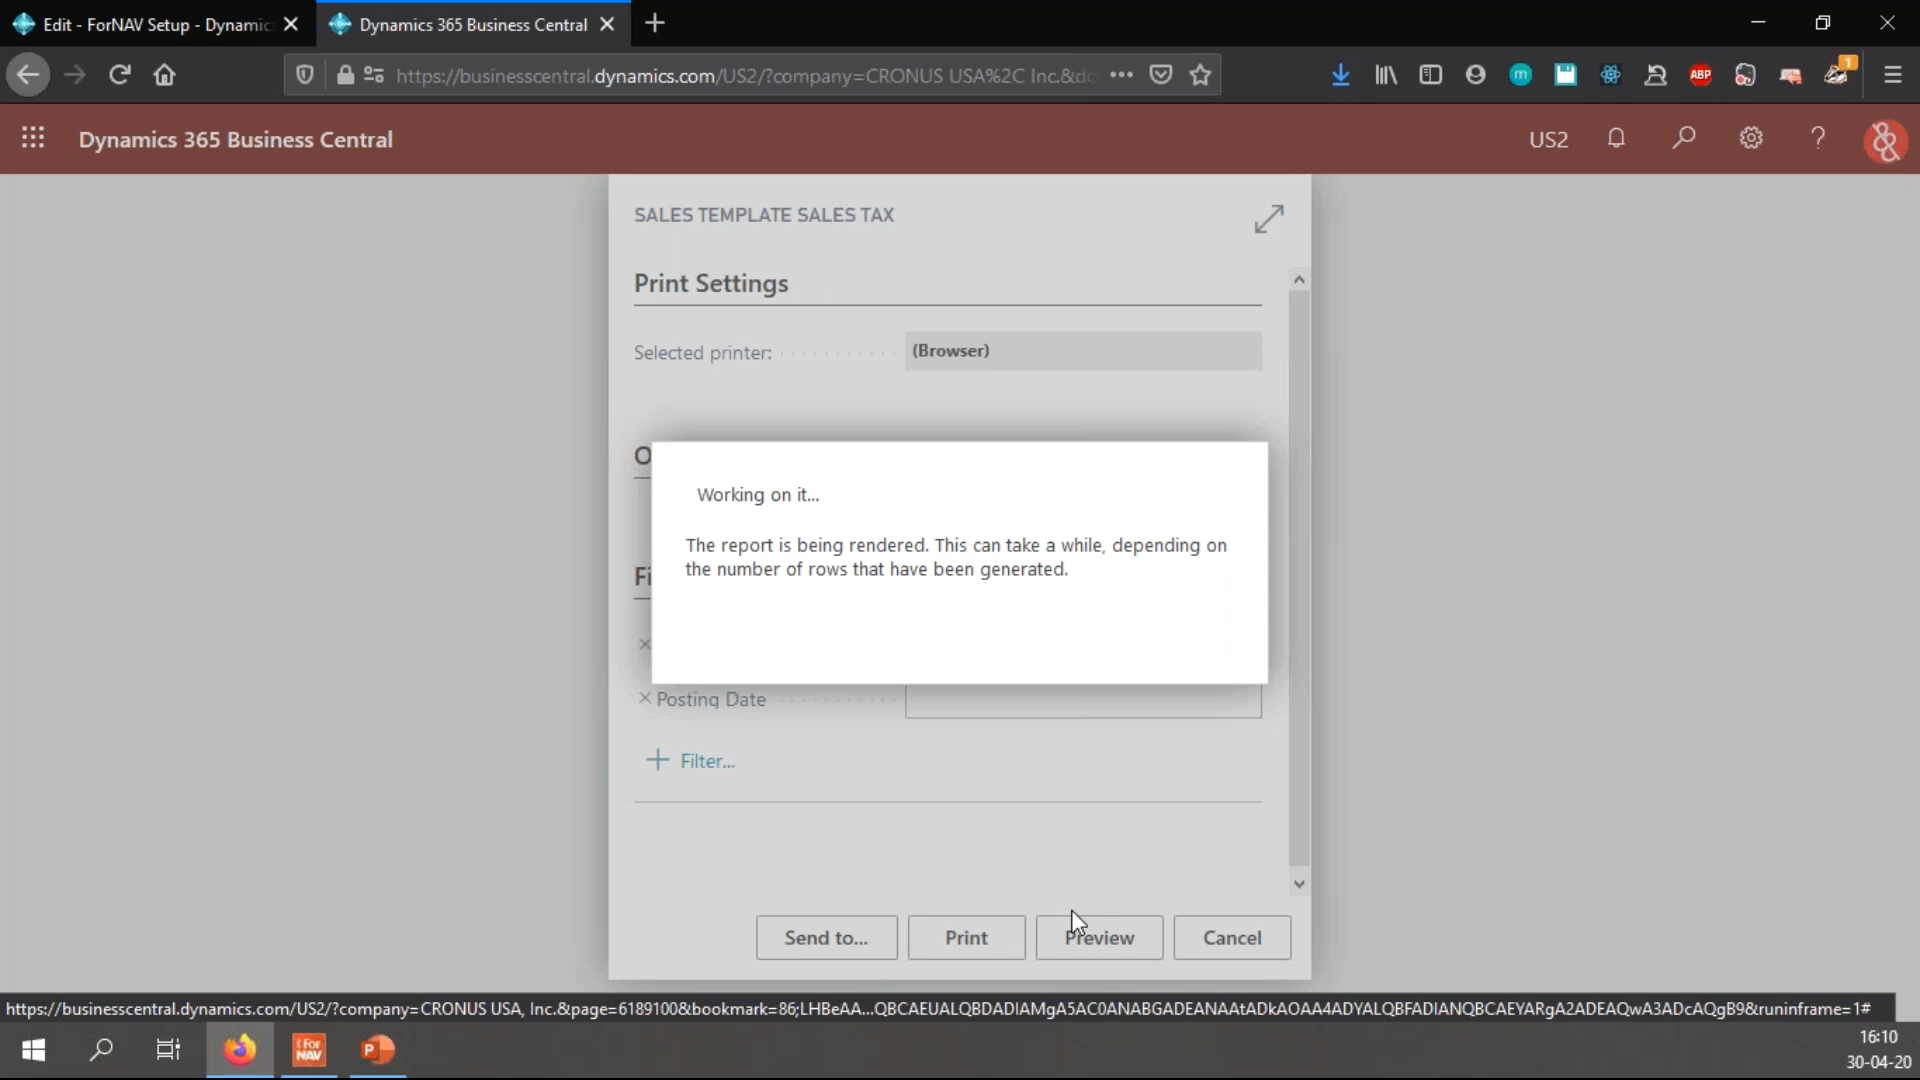 Edit - ForNAV Setup - Dynamic
Dynamics 365 Business Central
https://businesscentral.dynamics.com/US2/?company=CRONUS USA%2C Inc.&dc
m
ABP
1
Dynamics 365 Business Central
US2
?
SALES TEMPLATE SALES TAX
Print Settings
Selected printer:
(Browser)
O
Working on it...
The report is being rendered. This can take a while, depending on
the number of rows that have been generated.
Fi
Posting Date
Filter...
Send to...
Print
Preview
Cancel
https://businesscentral.dynamics.com/US2/?company=CRONUS USA, Inc.&page=6189100&bookmark=86;LHBeAA...QBCAEUALQBDADIAMgA5AC0ANABGADEANAAtADkAOAA4ADYALQBFADIANQBCAEYARgA2ADEAQwA3ADcAQgB9&runinframe=1#
For
NAV
P
16:10
30-04-20